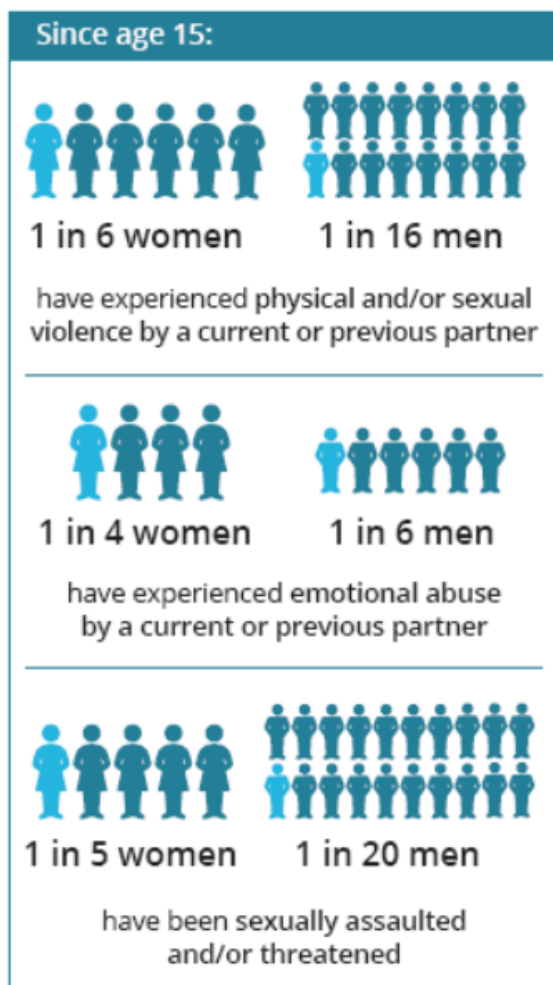 Since age 15:
1 in 6 women
1 in 16 men
have experienced physical and/or sexual
violence by a current or previous partner
1 in 4 women
1 in 6 men
have experienced emotional abuse
by a current or previous partner
1 in 5 women
1 in 20 men
have been sexually assaulted
and/or threatened